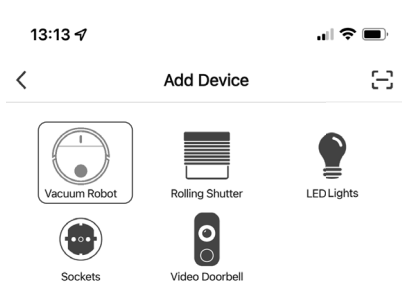 13:13
Add Device
Vacuum Robot Rolling Shutter LED Lights
Sockets Video Doorbell